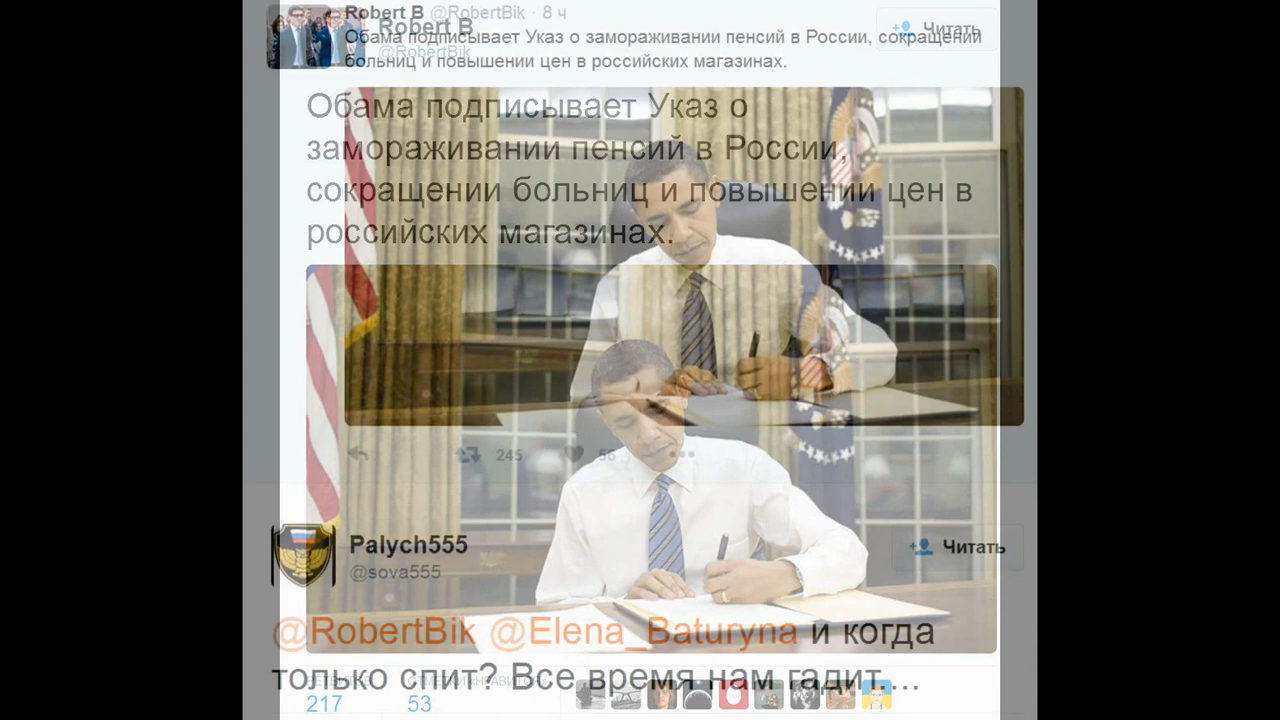 Robert B @RobertBik · 8 ч
Обама подписывает Указ о замораживании пенсий в России, сокращении
больниц и повышении цен в российских магазинах.
Robert B
@RobertBik
Читать
Обама подписывает Указ о
замораживании пенсий в России,
сокращении больниц и повышении цен в
российских магазинах.
245 56
Palych555
@sova555
Читать
@RobertBik @Elena_Baturyna и когда
только спит? Все время нам гадит....
217 53